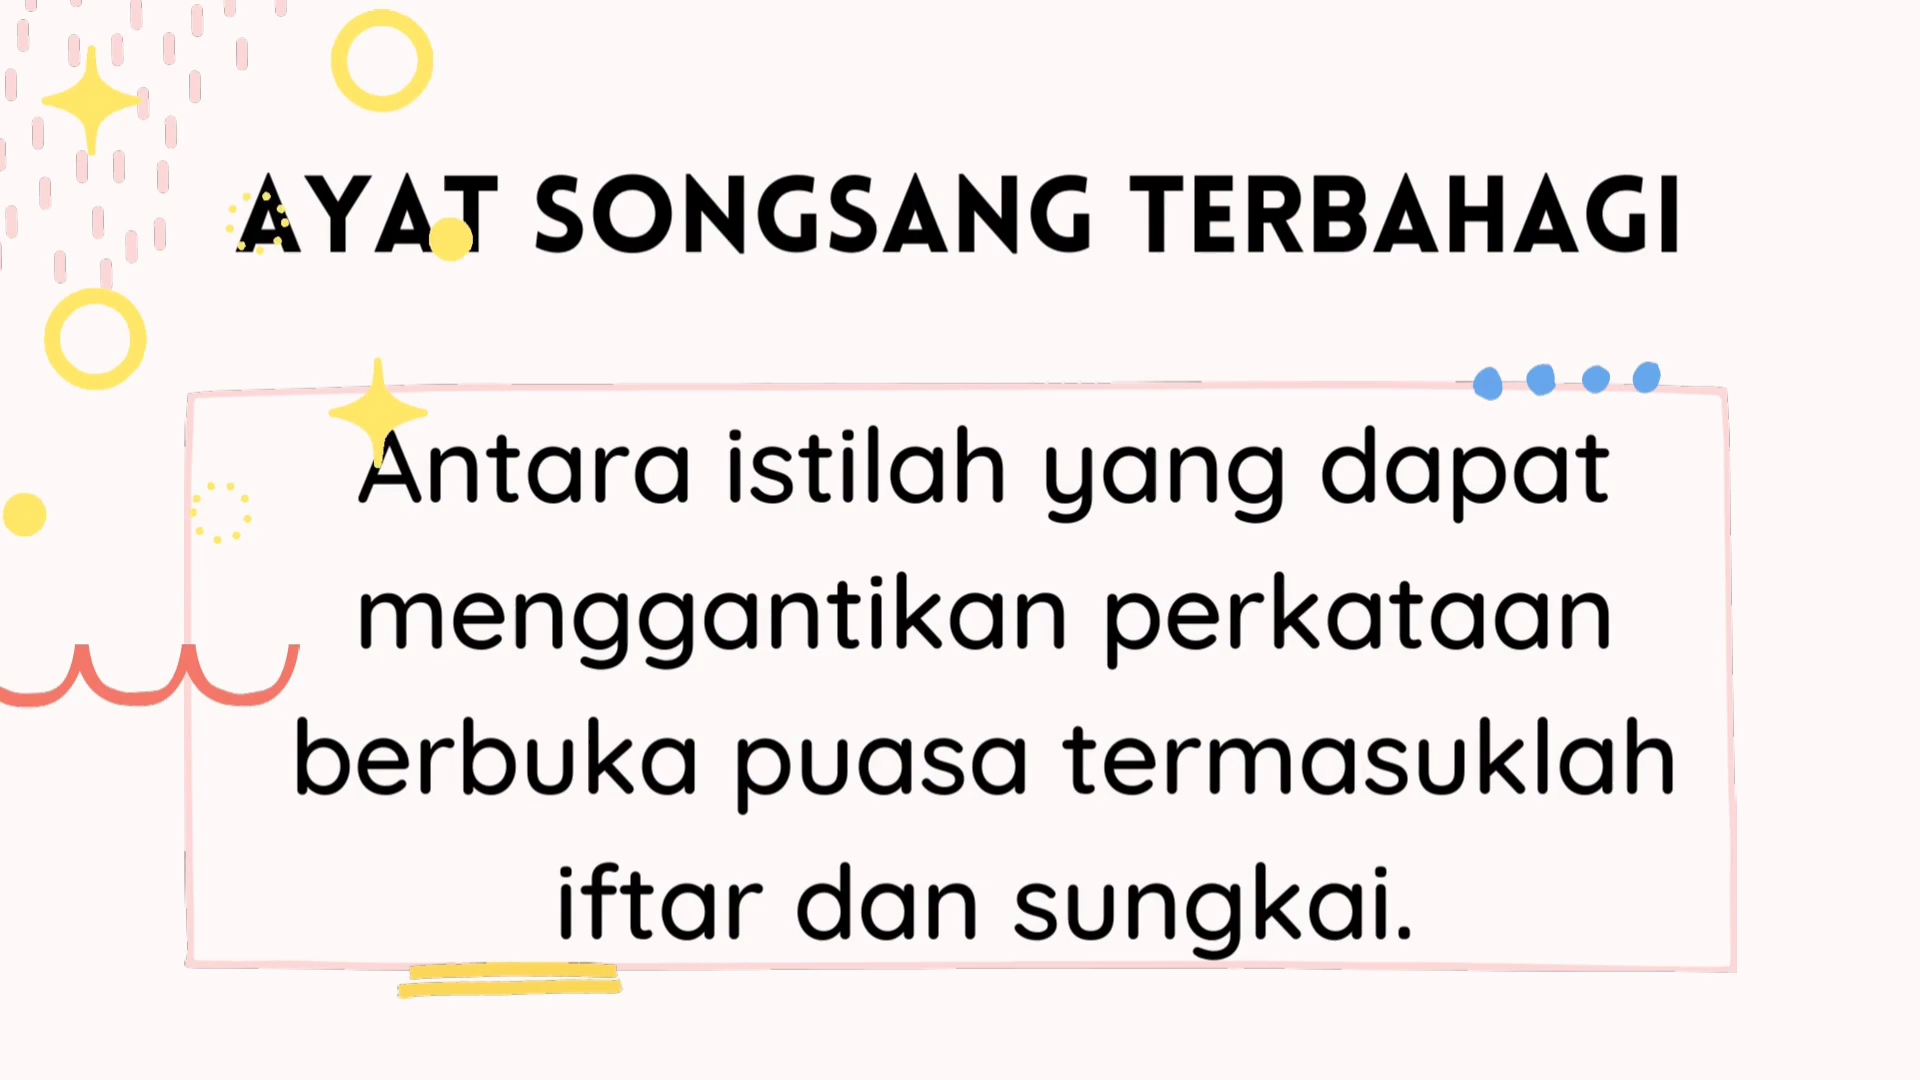 AYAT SONGSANG TERBAHAGI
Antara istilah yang dapat
menggantikan perkataan
berbuka puasa termasuklah
iftar dan sungkai.